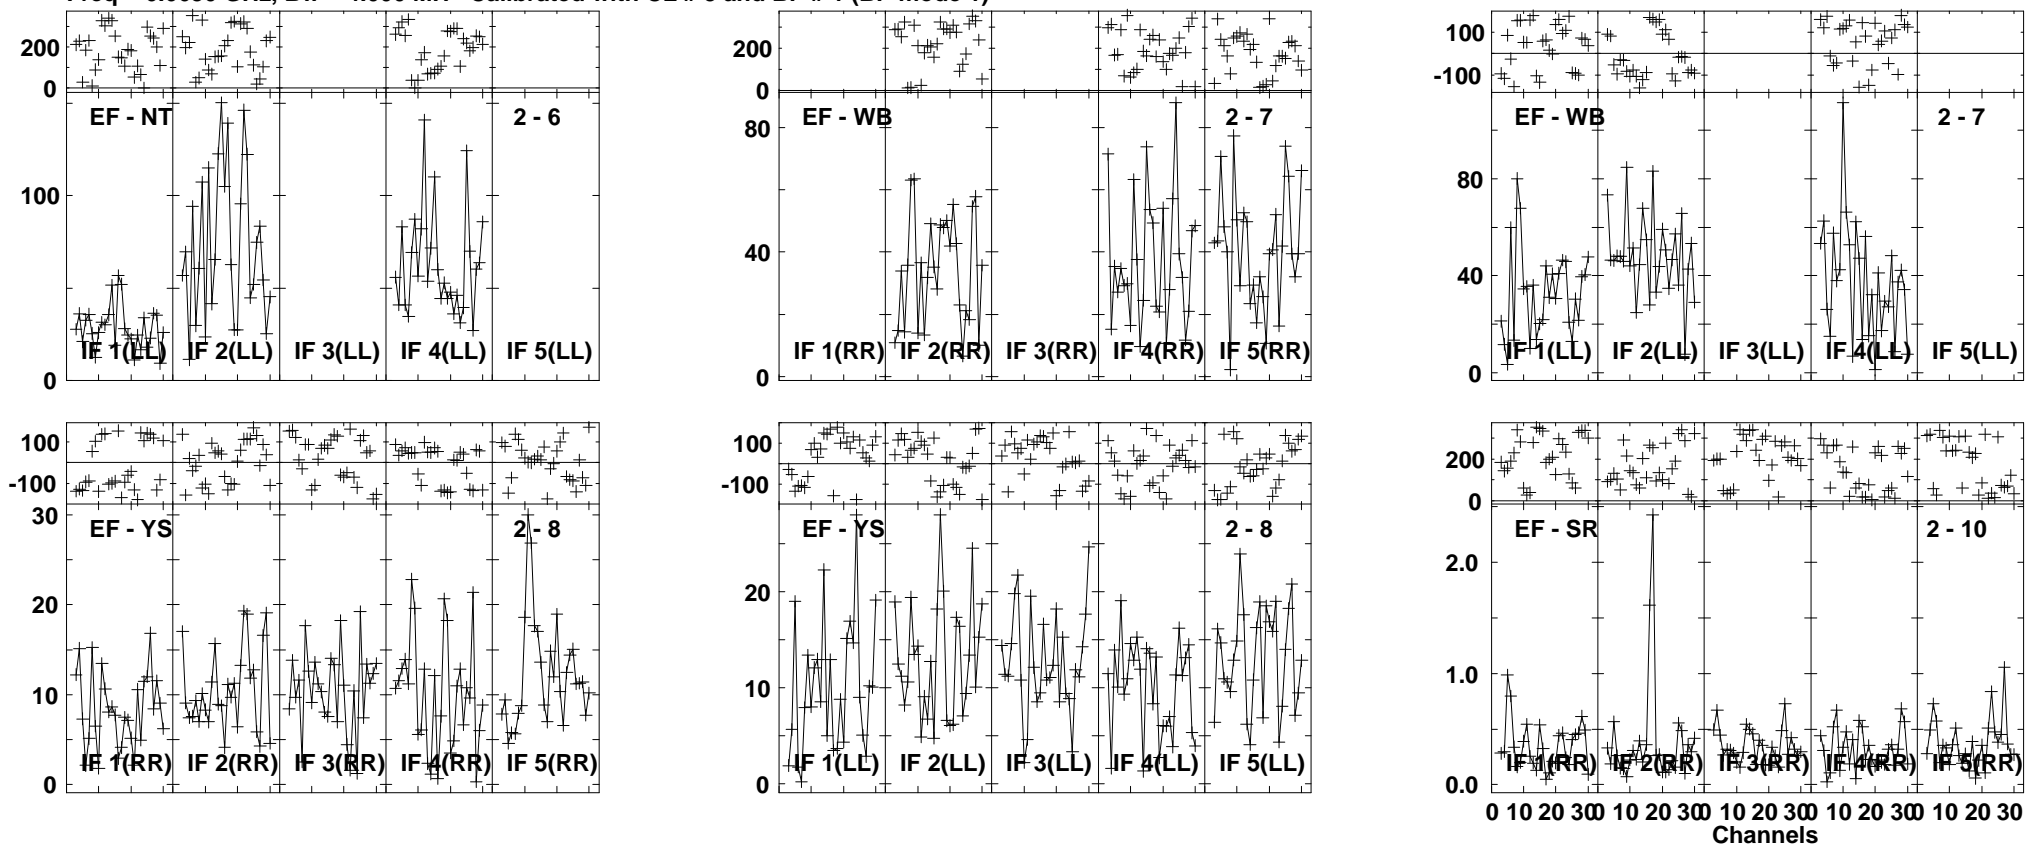 Freq GHz, MH Calibrated with and
200
0
EF - NT
2 - 6
100
0
IF 1(LL) IF 2(LL) IF 3(LL) IF 4(LL) IF 5(LL)
200
0
EF - WB
2 - 7
80
40
0
IF 1(RR) IF 2(RR) IF 3(RR) IF 4(RR) IF 5(RR)
100
-100
EF - WB
2 - 7
80
40
0
IF 1(LL) IF 2(LL) IF 3(LL) IF 4(LL) IF 5(LL)
100
-100
EF - YS
2 - 8
30
20
10
0
IF 1(RR) IF 2(RR) IF 3(RR) IF 4(RR) IF 5(RR)
100
-100
EF - YS
2 - 8
20
10
0
IF 1(LL) IF 2(LL) IF 3(LL) IF 4(LL) IF 5(LL)
200
0
EF - SR
2 - 10
2.0
1.0
0.0
IF 1(RR) IF 2(RR) IF 3(RR) IF 4(RR) IF 5(RR)
0 10 20 30 0 10 20 30 0 10 20 30 0 10 20 30 0 10 20 30
Channels